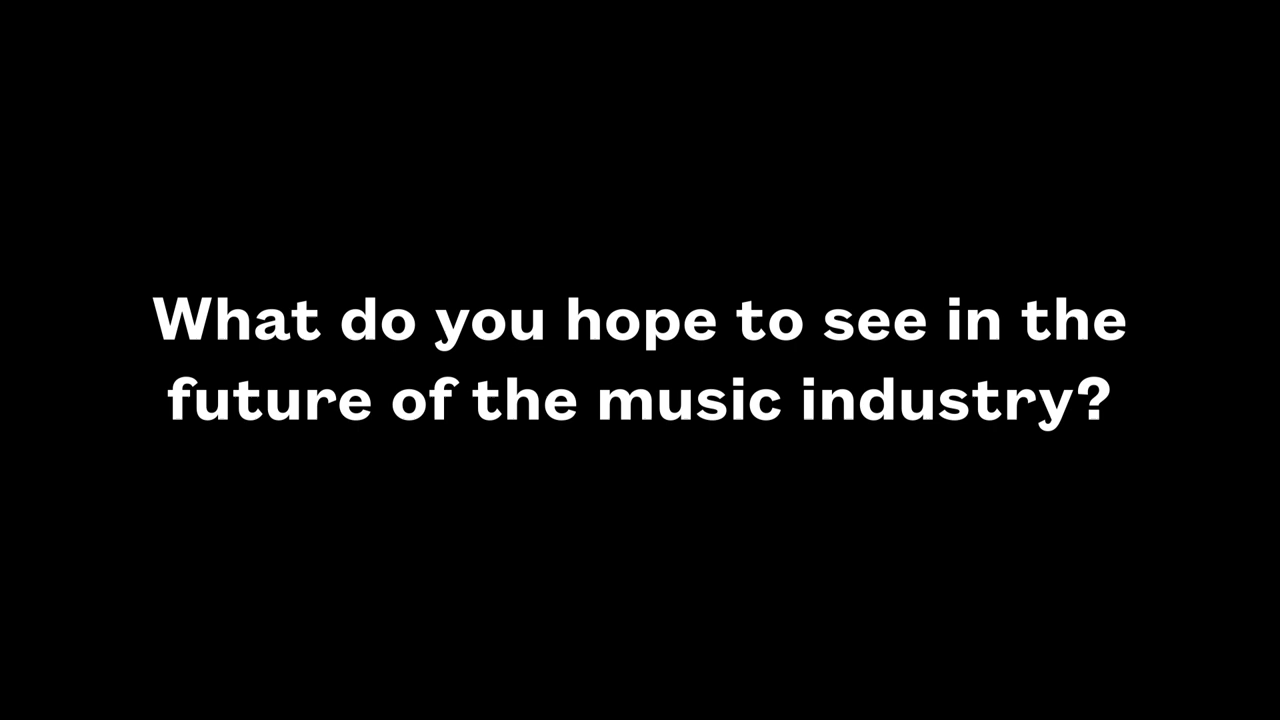 What do you hope to see in the
future of the music industry?